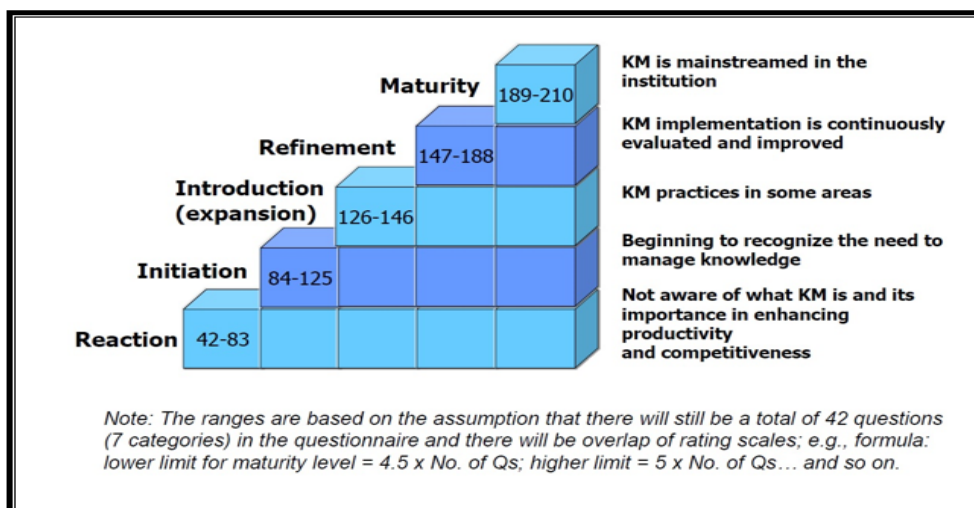 Maturity
189-210
KM is mainstreamed in the
institution
Refinement
147-188
KM implementation is continuously
evaluated and improved
Introduction
(expansion)
126-146
KM practices in some areas
Initiation
84-125
Beginning to recognize the need to
manage knowledge
Reaction
42-83
Not aware of what KM is and its
importance in enhancing
productivity
and competitiveness
Note: The ranges are based on the assumption that there will still be a total of 42 questions
(7 categories) in the questionnaire and there will be overlap of rating scales; e.g., formula:
lower limit for maturity level = 4.5 x No. of Qs; higher limit = 5 x No. of Qs… and so on.